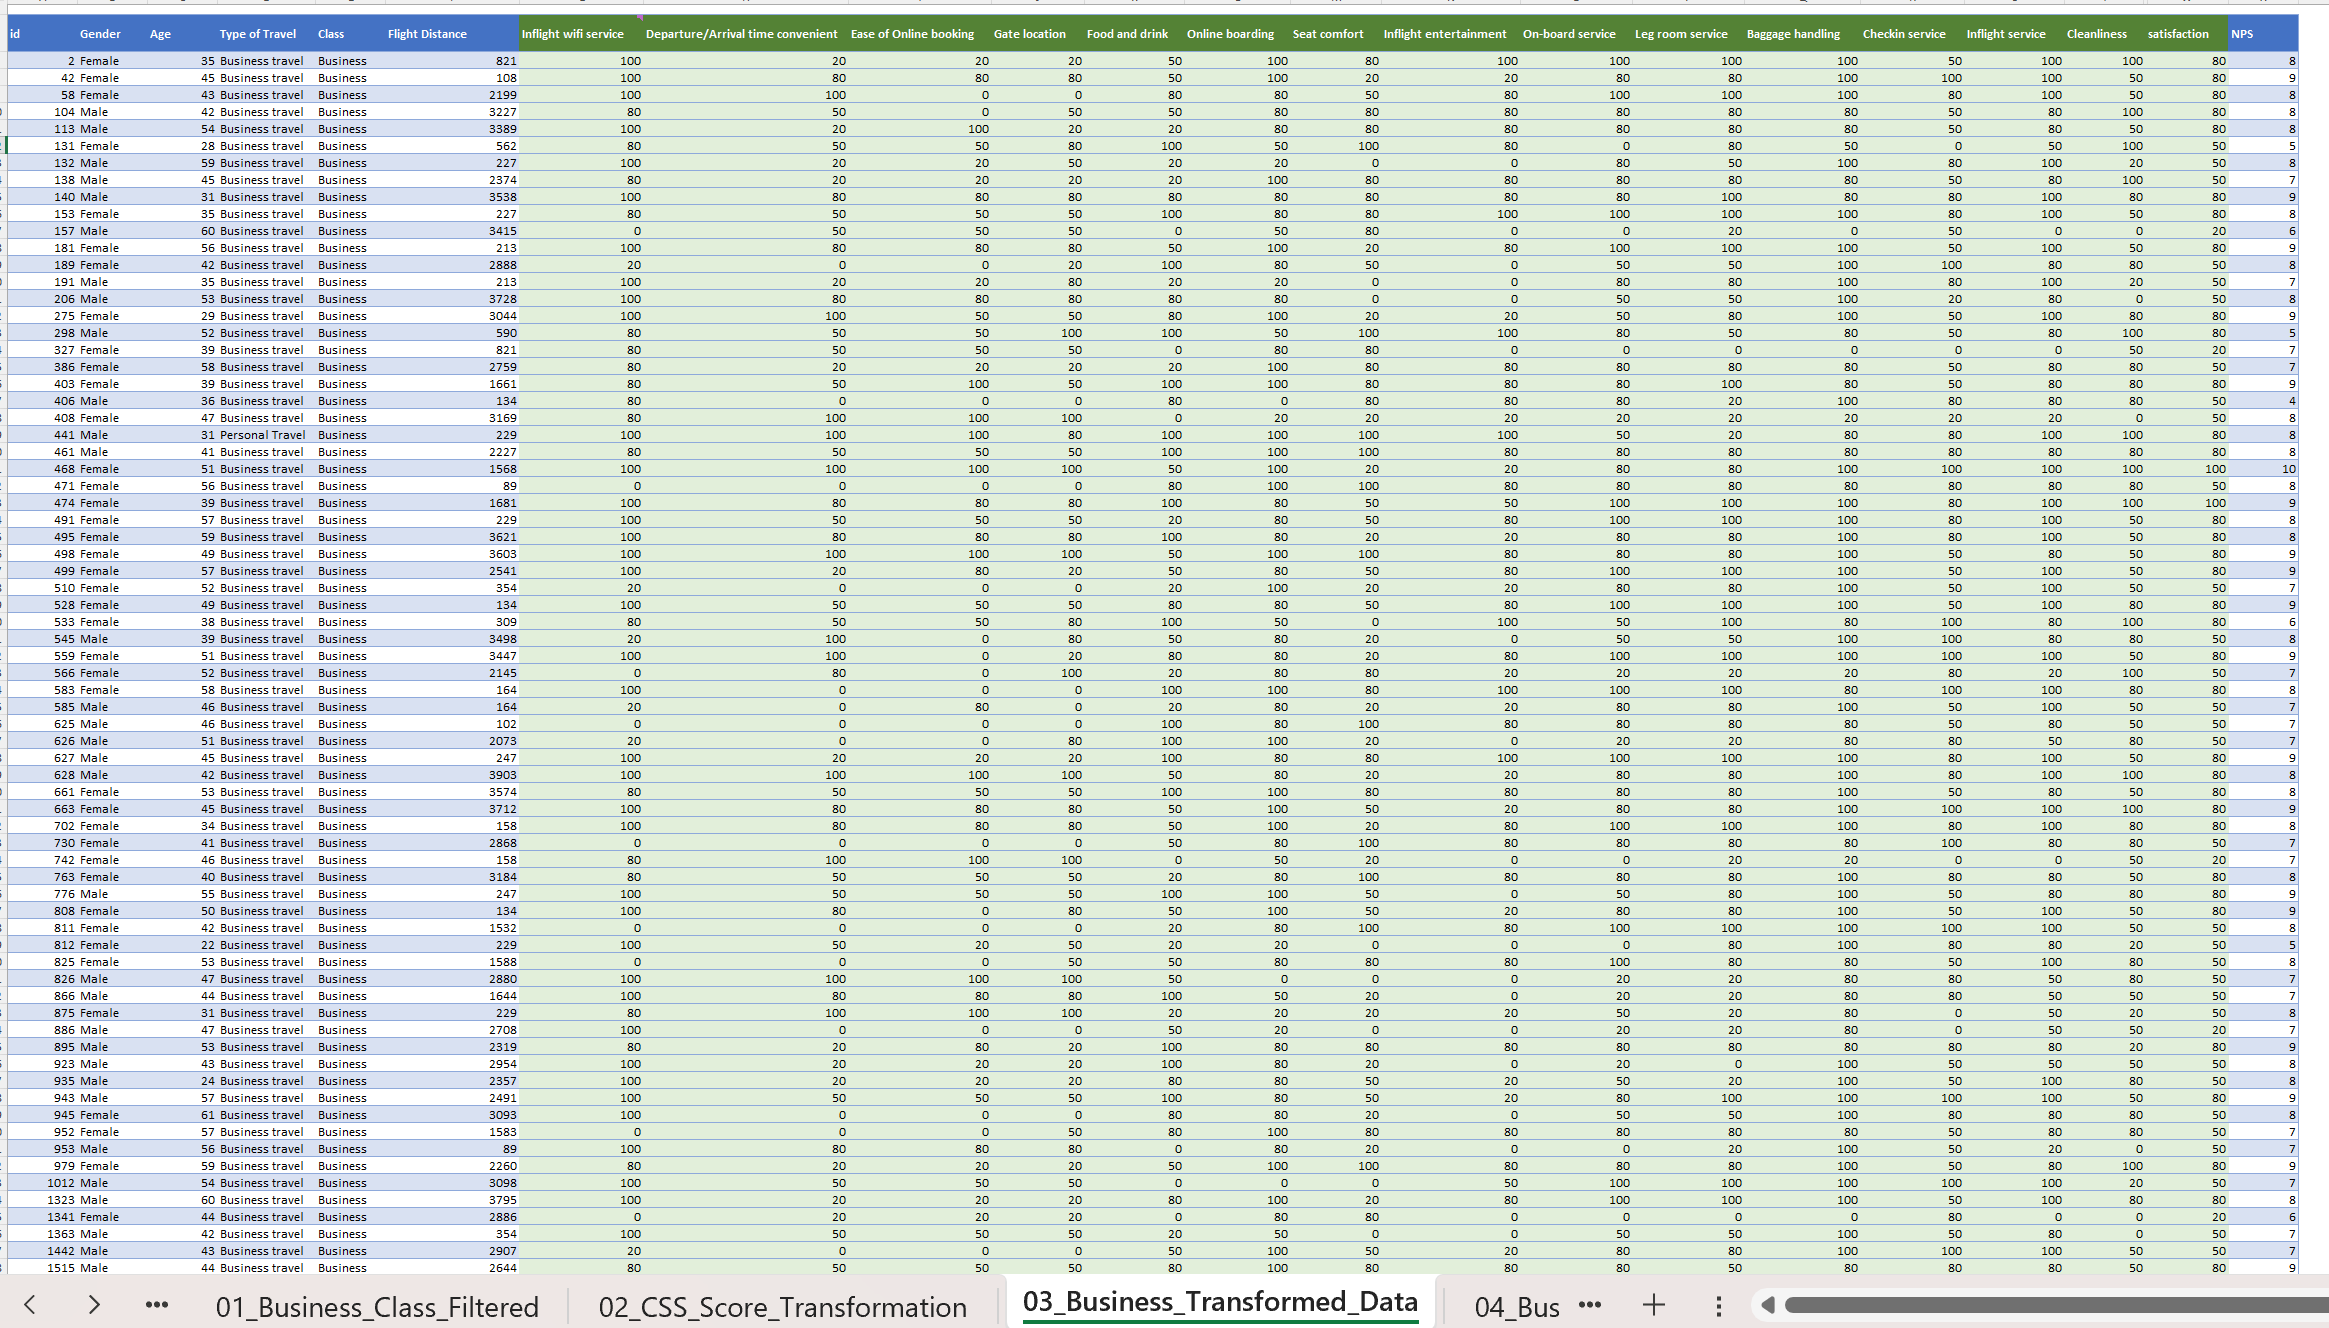 id Gender Age Type of Travel Class Flight Distance Inflight wifi service Departure/Arrival time convenient Ease of Online booking Gate location Food and drink Online boarding Seat comfort Inflight entertainment On-board service Leg room service Baggage handling Checkin service Inflight service Cleanliness satisfaction NPS
2 Female 35 Business travel Business 821 100 20 20 20 50 100 80 100 100 100 100 50 100 100 80 8
42 Female 45 Business travel Business 108 100 80 80 80 50 100 20 20 80 80 100 100 100 50 80 9
58 Female 43 Business travel Business 2199 100 100 0 0 80 80 50 80 100 100 100 80 100 50 80 8
104 Male 42 Business travel Business 3227 80 50 0 50 50 80 80 80 80 80 80 50 80 100 80 8
113 Male 54 Business travel Business 3389 100 20 100 20 20 80 80 80 80 80 80 50 80 50 80 8
131 Female 28 Business travel Business 562 80 50 50 80 100 50 100 80 0 80 50 0 50 100 50 5
132 Male 59 Business travel Business 227 100 20 20 50 20 20 0 0 80 50 100 80 100 20 50 8
138 Male 45 Business travel Business 2374 80 20 20 20 20 100 80 80 80 80 80 50 80 100 50 7
140 Male 31 Business travel Business 3538 100 80 80 80 80 80 80 80 80 100 80 80 100 80 80 9
153 Female 35 Business travel Business 227 80 50 50 50 100 80 80 100 100 100 100 80 100 50 80 8
157 Male 60 Business travel Business 3415 0 50 50 50 0 50 80 0 0 20 0 50 0 0 20 6
181 Female 56 Business travel Business 213 100 80 80 80 50 100 20 80 100 100 100 50 100 50 80 9
189 Female 42 Business travel Business 2888 20 0 0 20 100 80 50 0 50 50 100 100 80 80 50 8
191 Male 35 Business travel Business 213 100 20 20 80 20 20 0 0 80 80 100 80 100 20 50 7
206 Male 53 Business travel Business 3728 100 80 80 80 80 80 0 0 50 50 100 20 80 0 50 8
275 Female 29 Business travel Business 3044 100 100 50 50 80 100 20 20 50 80 100 50 100 80 80 9
298 Male 52 Business travel Business 590 80 50 50 100 100 50 100 100 80 50 80 50 80 100 80 5
327 Female 39 Business travel Business 821 80 50 50 50 0 80 80 0 0 0 0 0 0 50 20 7
386 Female 58 Business travel Business 2759 80 20 20 20 20 100 80 80 80 80 80 50 80 80 50 7
403 Female 39 Business travel Business 1661 80 50 100 50 100 100 80 80 80 100 80 50 80 80 80 9
406 Male 36 Business travel Business 134 80 0 0 0 80 0 80 80 80 20 100 80 80 80 50 4
408 Female 47 Business travel Business 3169 80 100 100 100 0 20 20 20 20 20 20 20 20 0 50 8
441 Male 31 Personal Travel Business 229 100 100 100 80 100 100 100 100 50 20 80 80 100 100 80 8
461 Male 41 Business travel Business 2227 80 50 50 50 100 100 100 80 80 80 80 80 80 80 80 8
468 Female 51 Business travel Business 1568 100 100 100 100 50 100 20 20 80 80 100 100 100 100 100 10
471 Female 56 Business travel Business 89 0 0 0 0 80 100 100 80 80 80 80 80 80 80 50 8
474 Female 39 Business travel Business 1681 100 80 80 80 100 80 50 50 100 100 100 80 100 100 100 9
491 Female 57 Business travel Business 229 100 50 50 50 20 80 50 80 100 100 100 80 100 50 80 8
495 Female 59 Business travel Business 3621 100 80 80 80 100 80 20 20 80 80 100 80 100 50 80 8
498 Female 49 Business travel Business 3603 100 100 100 100 50 100 100 80 80 80 100 50 80 50 80 9
499 Female 57 Business travel Business 2541 100 20 80 20 50 80 50 80 100 100 100 50 100 50 80 9
510 Female 52 Business travel Business 354 20 0 0 0 20 100 20 20 80 80 100 50 100 50 50 7
528 Female 49 Business travel Business 134 100 50 50 50 80 80 50 80 100 100 100 50 100 80 80 9
533 Female 38 Business travel Business 309 80 50 50 80 100 50 0 100 50 100 80 100 80 100 80 6
545 Male 39 Business travel Business 3498 20 100 0 80 50 80 20 0 50 50 100 100 80 80 50 8
559 Female 51 Business travel Business 3447 100 100 0 20 80 80 20 80 100 100 100 100 100 50 80 9
566 Female 52 Business travel Business 2145 0 80 0 100 20 80 80 20 20 20 20 80 20 100 50 7
583 Female 58 Business travel Business 164 100 0 0 0 100 100 80 100 100 100 80 100 100 80 80 8
585 Male 46 Business travel Business 164 20 0 80 0 20 80 20 20 80 80 100 50 100 50 50 7
625 Male 46 Business travel Business 102 0 0 0 0 100 80 100 80 80 80 80 50 80 50 50 7
626 Male 51 Business travel Business 2073 20 0 0 80 100 100 20 0 20 20 80 80 50 80 50 7
627 Male 45 Business travel Business 247 100 20 20 20 100 80 80 100 100 100 100 80 100 50 80 9
628 Male 42 Business travel Business 3903 100 100 100 100 50 80 20 20 80 80 100 80 100 100 80 8
661 Female 53 Business travel Business 3574 80 50 50 50 100 100 80 80 80 80 100 50 80 50 80 8
663 Female 45 Business travel Business 3712 100 80 80 80 50 100 50 20 80 80 100 100 100 100 80 9
702 Female 34 Business travel Business 158 100 80 80 80 50 100 20 80 100 100 100 80 100 80 80 8
730 Female 41 Business travel Business 2868 0 0 0 0 50 80 100 80 80 80 80 100 80 80 50 7
742 Female 46 Business travel Business 158 80 100 100 100 0 50 20 0 0 20 20 0 0 50 20 7
763 Female 40 Business travel Business 3184 80 50 50 50 20 80 100 80 80 80 100 50 80 50 80 8
776 Male 55 Business travel Business 247 100 50 50 50 100 100 50 0 50 80 100 50 80 80 80 9
808 Female 50 Business travel Business 134 100 80 0 80 50 100 50 20 80 80 100 50 100 50 80 9
811 Female 42 Business travel Business 1532 0 0 0 0 20 80 100 80 100 100 100 100 100 50 50 8
812 Female 22 Business travel Business 229 100 50 20 50 20 20 0 0 0 80 100 80 80 20 50 5
825 Female 53 Business travel Business 1588 0 0 0 50 50 80 80 80 100 80 80 50 100 80 50 8
826 Male 47 Business travel Business 2880 100 100 100 100 50 0 0 0 20 20 80 80 50 80 50 7
866 Male 44 Business travel Business 1644 100 80 80 80 100 50 20 0 20 20 80 80 50 50 50 7
875 Female 31 Business travel Business 229 80 100 100 100 20 20 20 20 50 20 80 0 50 20 50 8
886 Male 47 Business travel Business 2708 100 0 0 0 50 20 0 0 20 20 80 0 50 50 20 7
895 Male 53 Business travel Business 2319 80 20 80 20 100 80 80 80 80 80 80 80 80 20 80 9
923 Male 43 Business travel Business 2954 100 20 20 20 100 80 20 0 20 0 100 50 50 50 50 8
935 Male 24 Business travel Business 2357 100 20 20 20 80 80 50 20 50 20 100 50 100 80 50 8
943 Male 57 Business travel Business 2491 100 50 50 50 100 80 50 20 80 100 100 100 100 50 80 9
945 Female 61 Business travel Business 3093 100 0 0 0 80 80 20 0 50 50 100 80 80 80 50 8
952 Female 57 Business travel Business 1583 0 0 0 50 80 100 80 80 80 80 80 50 80 80 50 7
953 Male 56 Business travel Business 89 100 80 80 80 0 80 20 0 0 20 100 50 20 0 50 7
979 Female 59 Business travel Business 2260 80 20 20 20 50 100 100 80 80 80 100 50 80 100 80 9
1012 Male 54 Business travel Business 3098 100 50 50 50 0 0 0 50 100 100 100 100 100 20 50 7
1323 Male 60 Business travel Business 3795 100 20 20 20 80 100 20 80 100 100 100 50 100 80 80 8
1341 Female 44 Business travel Business 2886 0 20 20 20 0 80 80 0 0 0 0 80 0 0 20 6
1363 Male 42 Business travel Business 354 100 50 50 50 20 50 0 0 50 50 100 50 80 0 50 7
1442 Male 43 Business travel Business 2907 20 0 0 0 50 100 50 20 80 80 100 100 100 50 50 7
1515 Male 44 Business travel Business 2644 80 50 50 50 80 100 80 80 80 50 80 80 80 50 80 9
01_Business_Class_Filtered 02_CSS_Score_Transformation 03_Business_Transformed_Data 04_Bus